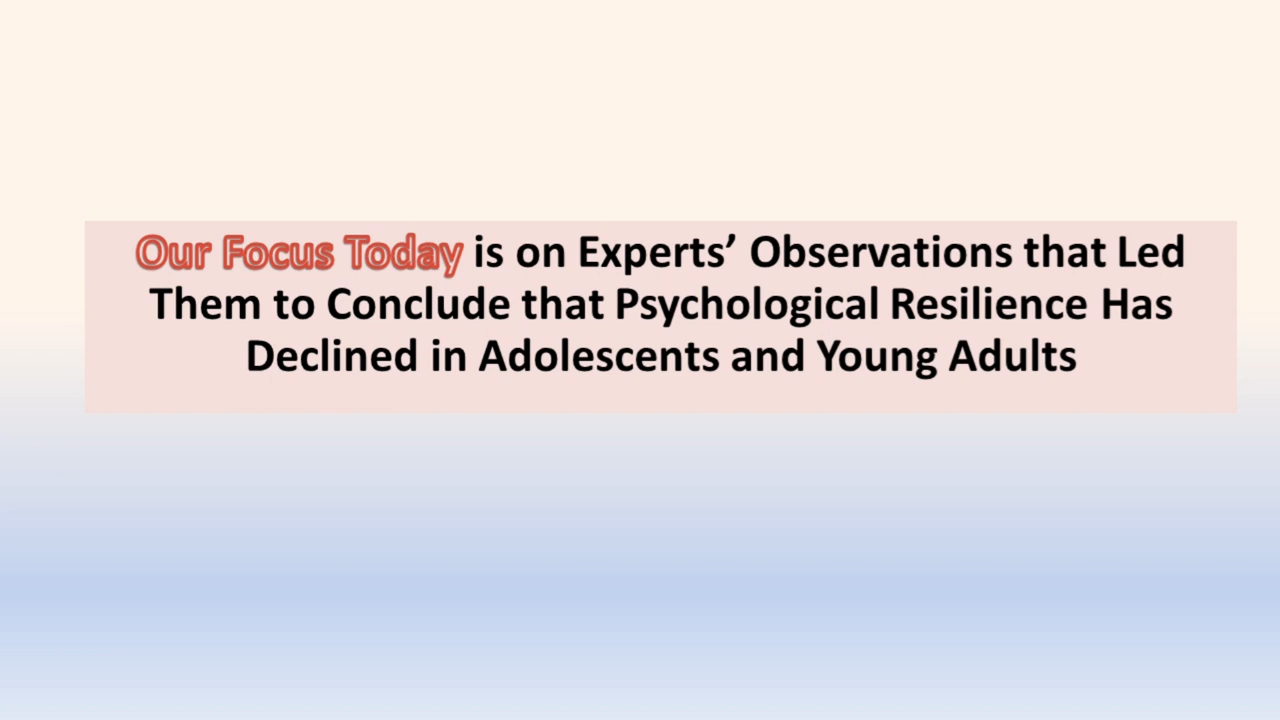 Our Focus Today is on Experts’ Observations that Led
Them to Conclude that Psychological Resilience Has
Declined in Adolescents and Young Adults